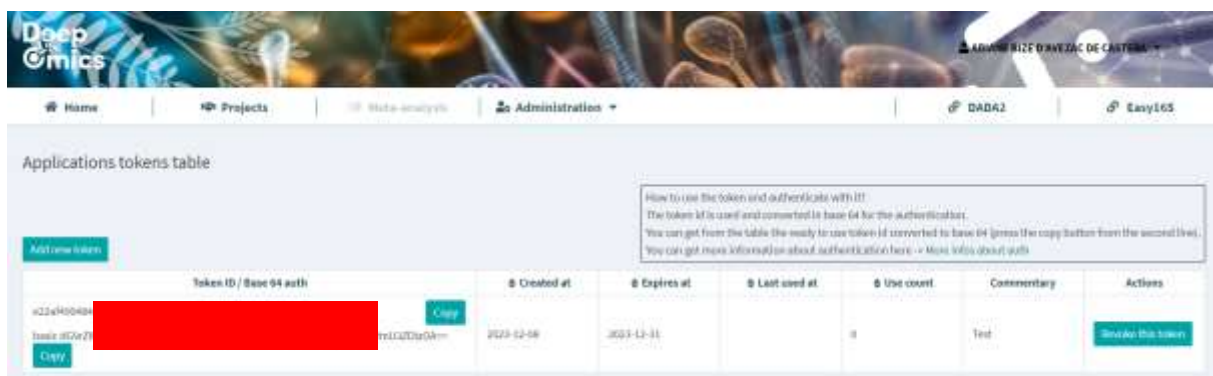 Deep
Omics
Home
Projects
Meta-analysis
Administration
DADA2
Easy16S
Applications tokens table
How to use the token and authenticate with it?
The token id is used and converted in base 64 for the authentication.
You can get from the table the ready to use token id converted to base 64 (press the copy button from the second line).
You can get more information about authentication here -> More infos about auth
Add new token
Token ID / Base 64 auth
Created at
Expires at
Last used at
Use count
Commentary
Actions
Copy
2023-12-08
2023-12-31
0
Test
Revoke this token
Copy